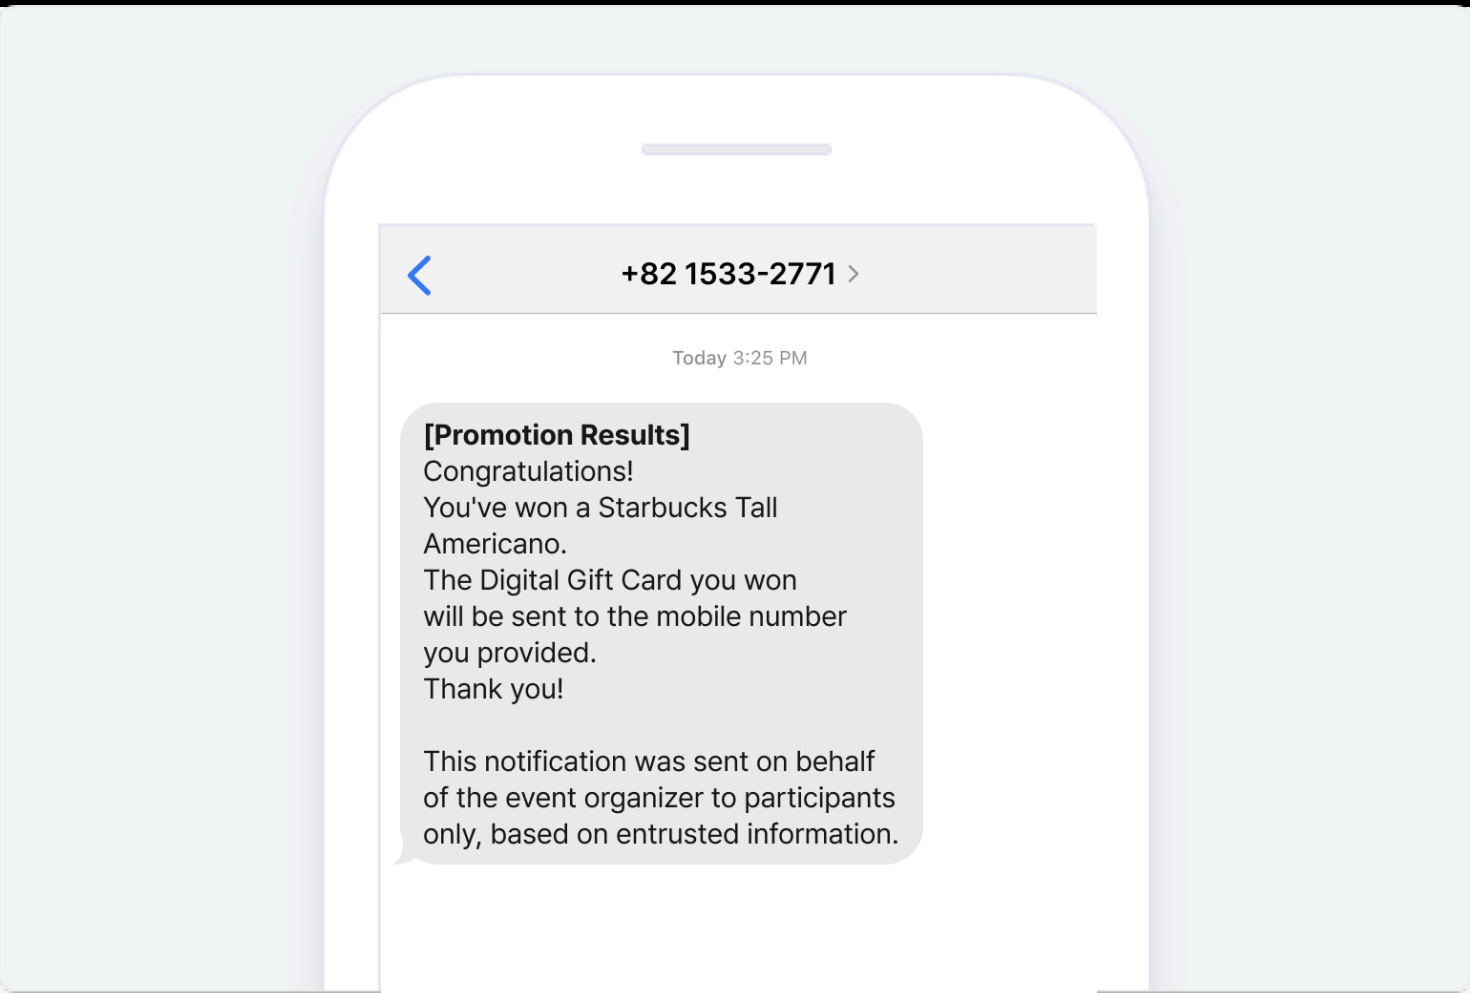 +82 1533-2771
Today 3:25 PM
[Promotion Results]
Congratulations!
You've won a Starbucks Tall
Americano.
The Digital Gift Card you won
will be sent to the mobile number
you provided.
Thank you!
This notification was sent on behalf
of the event organizer to participants
only, based on entrusted information.